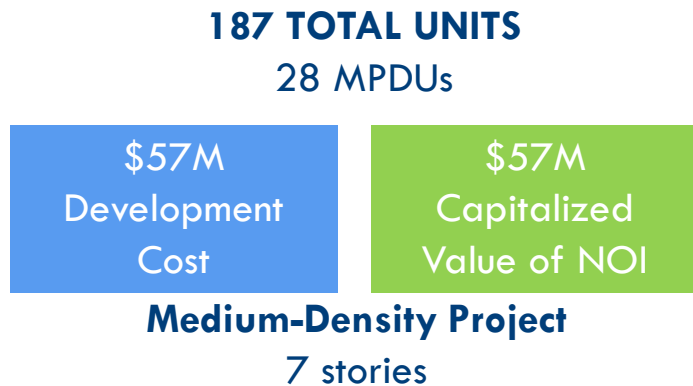 187 TOTAL UNITS
28 MPDUs
$57M
Development
Cost
$57M
Capitalized
Value of NOI
Medium-Density Project
7 stories